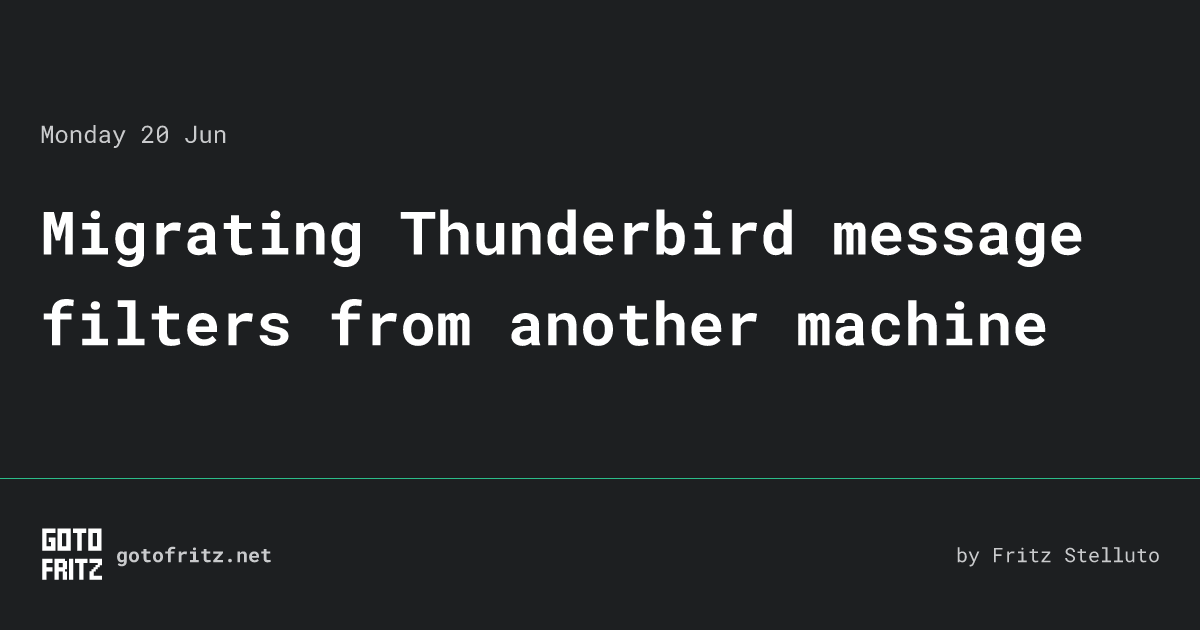 Monday 20 Jun
Migrating Thunderbird message
filters from another machine
GOTO
FRITZ
gotofritz.net
by Fritz Stelluto